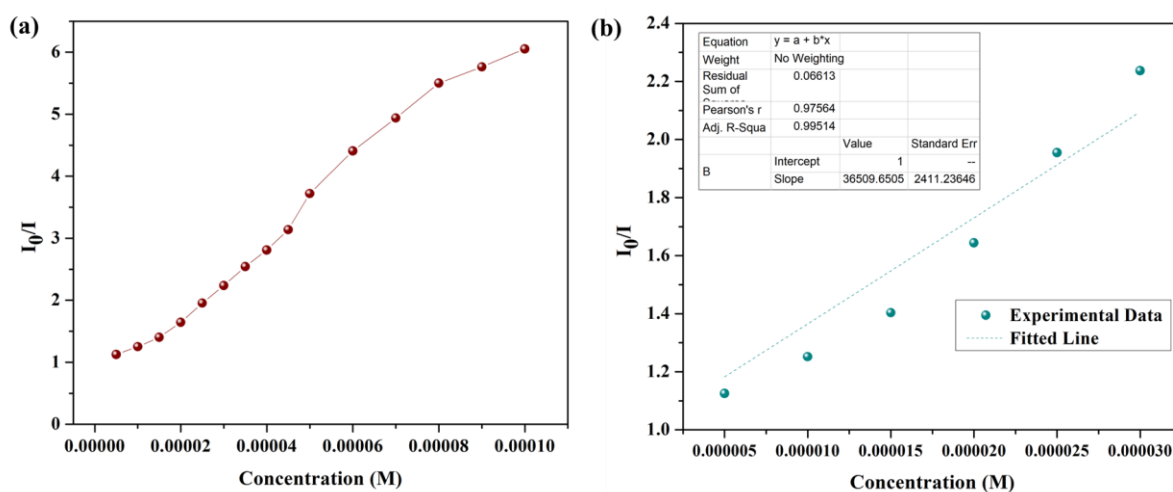 (a)
I0/I
6
5
4
3
2
1
0
0.00000
0.00002
0.00004
0.00006
0.00008
0.00010
Concentration (M)
(b)
I0/I
2.4
2.2
2.0
1.8
1.6
1.4
1.2
1.0
Equation y = a + b*x
Weight No Weighting
Residual 0.06613
Sum of
Pearson's r 0.97564
Adj. R-Squa 0.99514
Value Standard Err
B Intercept 1 --
Slope 36509.6505 2411.23646
Experimental Data
Fitted Line
0.000005
0.000010
0.000015
0.000020
0.000025
0.000030
Concentration (M)